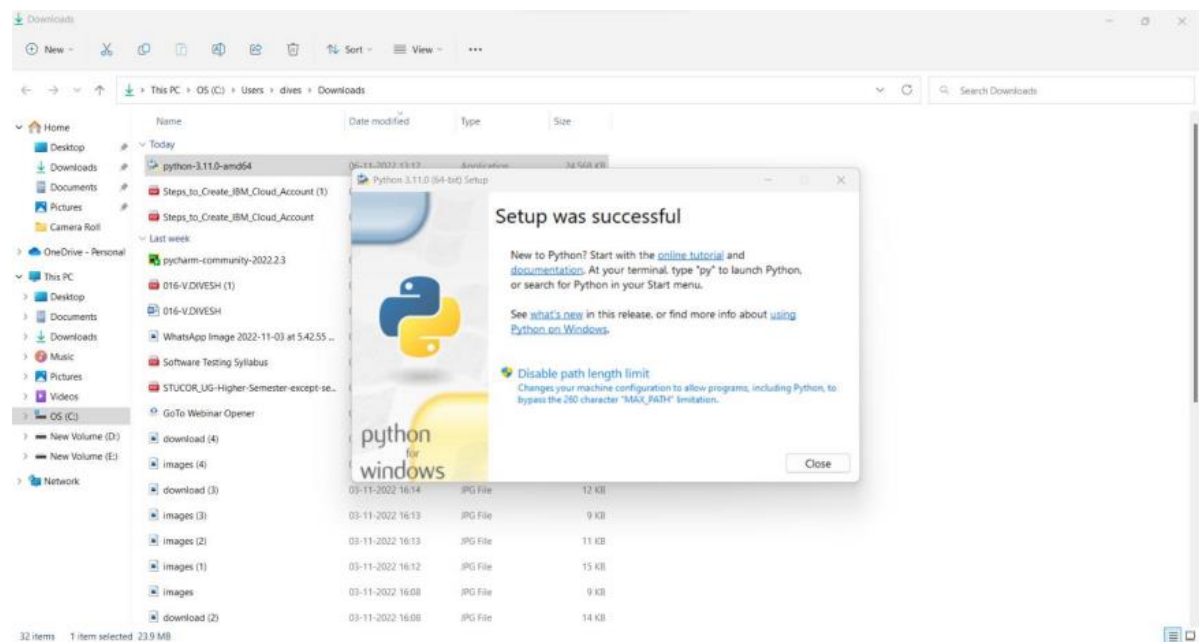 Downloads
New
Sort
View
This PC > OS (C:) > Users > dives > Downloads
Search Downloads
Home
Desktop
Downloads
Documents
Pictures
Camera Roll
OneDrive - Personal
This PC
Desktop
Documents
Downloads
Music
Pictures
Videos
OS (C:)
New Volume (D:)
New Volume (E:)
Network
Name Date modified Type Size
Today
python-3.11.0-amd64 06-11-2022 13:12 Application 24,568 KB
Steps_to_Create_IBM_Cloud_Account (1)
Steps_to_Create_IBM_Cloud_Account
Last week
pycharm-community-2022.2.3
016-V.DIVESH (1)
016-V.DIVESH
WhatsApp Image 2022-11-03 at 5.42.55 ...
Software Testing Syllabus
STUCOR_UG-Higher-Semester-except-se...
GoTo Webinar Opener
download (4)
images (4)
download (3) 03-11-2022 16:14 JPG File 12 KB
images (3) 03-11-2022 16:13 JPG File 9 KB
images (2) 03-11-2022 16:13 JPG File 11 KB
images (1) 03-11-2022 16:12 JPG File 15 KB
images 03-11-2022 16:08 JPG File 9 KB
download (2) 03-11-2022 16:08 JPG File 14 KB
Python 3.11.0 (64-bit) Setup
Setup was successful
New to Python? Start with the online tutorial and
documentation. At your terminal, type "py" to launch Python,
or search for Python in your Start menu.
See what's new in this release, or find more info about using
Python on Windows.
Disable path length limit
Changes your machine configuration to allow programs, including Python, to
bypass the 260 character "MAX_PATH" limitation.
python
for
windows
Close
32 items 1 item selected 23.9 MB